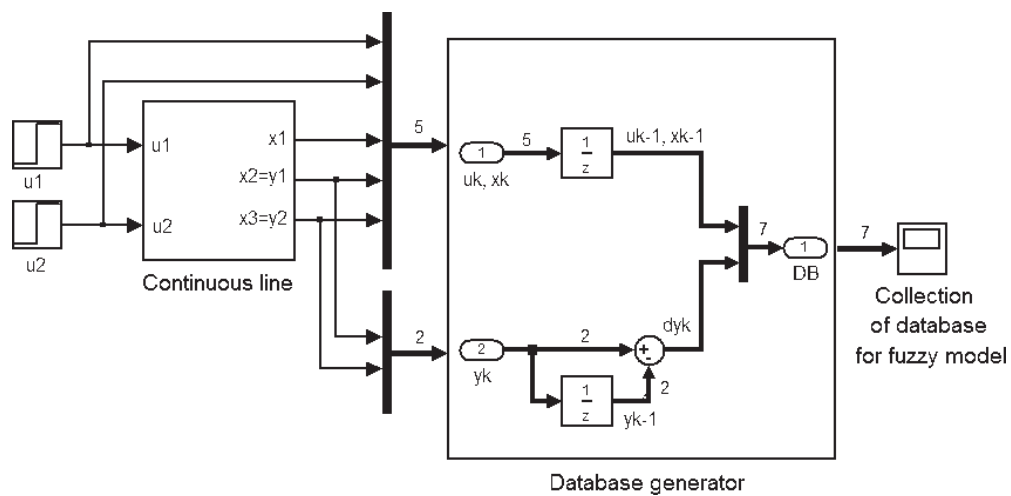 u1
u2
u1
u2
x1
x2=y1
x3=y2
Continuous line
5
2
1
uk, xk
5
1
z
uk-1, xk-1
2
yk
2
1
z
yk-1
2
+
-
dyk
7
1
DB
Database generator
7
Collection
of database
for fuzzy model